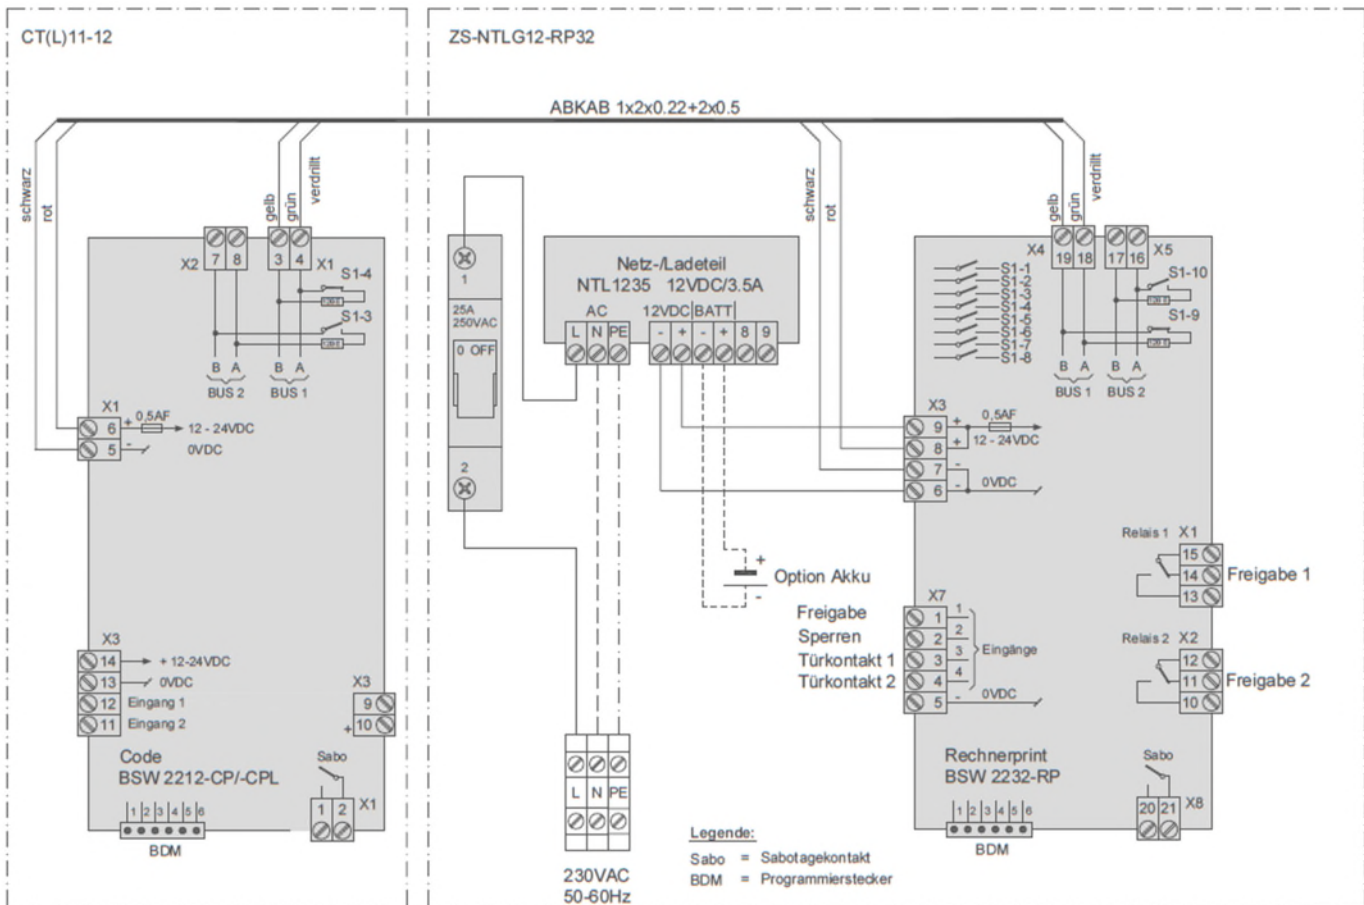 CT(L)11-12
ZS-NTLG12-RP32
ABKAB 1x2x0.22+2x0.5
schwarz
rot
gelb
grün
verdrillt
schwarz
rot
gelb
grün
verdrillt
X2
7 8
3 4
X1
S1-4
120 E
S1-3
120 E
B A
BUS 2
B A
BUS 1
X1
6 + 0,5AF 12 - 24VDC
5 - 0VDC
X3
14 + 12-24VDC
13 0VDC
12 Eingang 1
11 Eingang 2
X3
9
+ 10
Code
BSW 2212-CP/-CPL
Sabo
1 2 X1
1 2 3 4 5 6
BDM
1
25A
250VAC
0 OFF
2
Netz-/Ladeteil
NTL1235 12VDC/3.5A
AC
12VDC BATT
L N PE
- + - + 8 9
+
Option Akku
-
L N PE
230VAC
50-60Hz
Legende:
Sabo = Sabotagekontakt
BDM = Programmierstecker
X4
19 18
17 16
X5
S1-1
S1-2
S1-3
S1-4
S1-5
S1-6
S1-7
S1-8
S1-10
120 E
S1-9
120 E
B A
BUS 1
B A
BUS 2
X3
9 + 0,5AF
8 + 12 - 24VDC
7 -
6 - 0VDC
Relais 1 X1
15
14 Freigabe 1
13
X7
Freigabe 1 1
Sperren 2 2
Türkontakt 1 3 3
Türkontakt 2 4 4
Eingänge
5 - 0VDC
Relais 2 X2
12
11 Freigabe 2
10
Rechnerprint
BSW 2232-RP
Sabo
20 21 X8
1 2 3 4 5 6
BDM